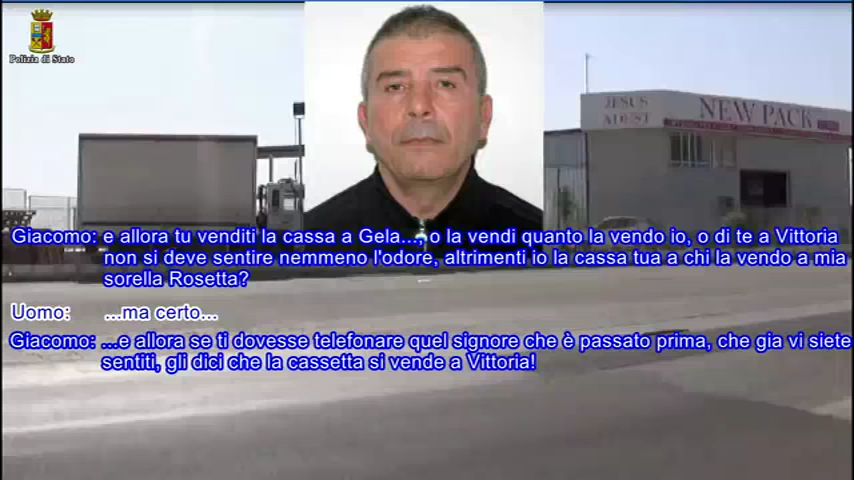 Polizia di Stato
JESUS
ADEST
NEW PACK
Giacomo: e allora tu venditi la cassa a Gela..., o la vendi quanto la vendo io, o di te a Vittoria
non si deve sentire nemmeno l'odore, altrimenti io la cassa tua a chi la vendo a mia
sorella Rosetta?
Uomo: ...ma certo...
Giacomo: ...e allora se ti dovesse telefonare quel signore che è passato prima, che gia vi siete
sentiti, gli dici che la cassetta si vende a Vittoria!